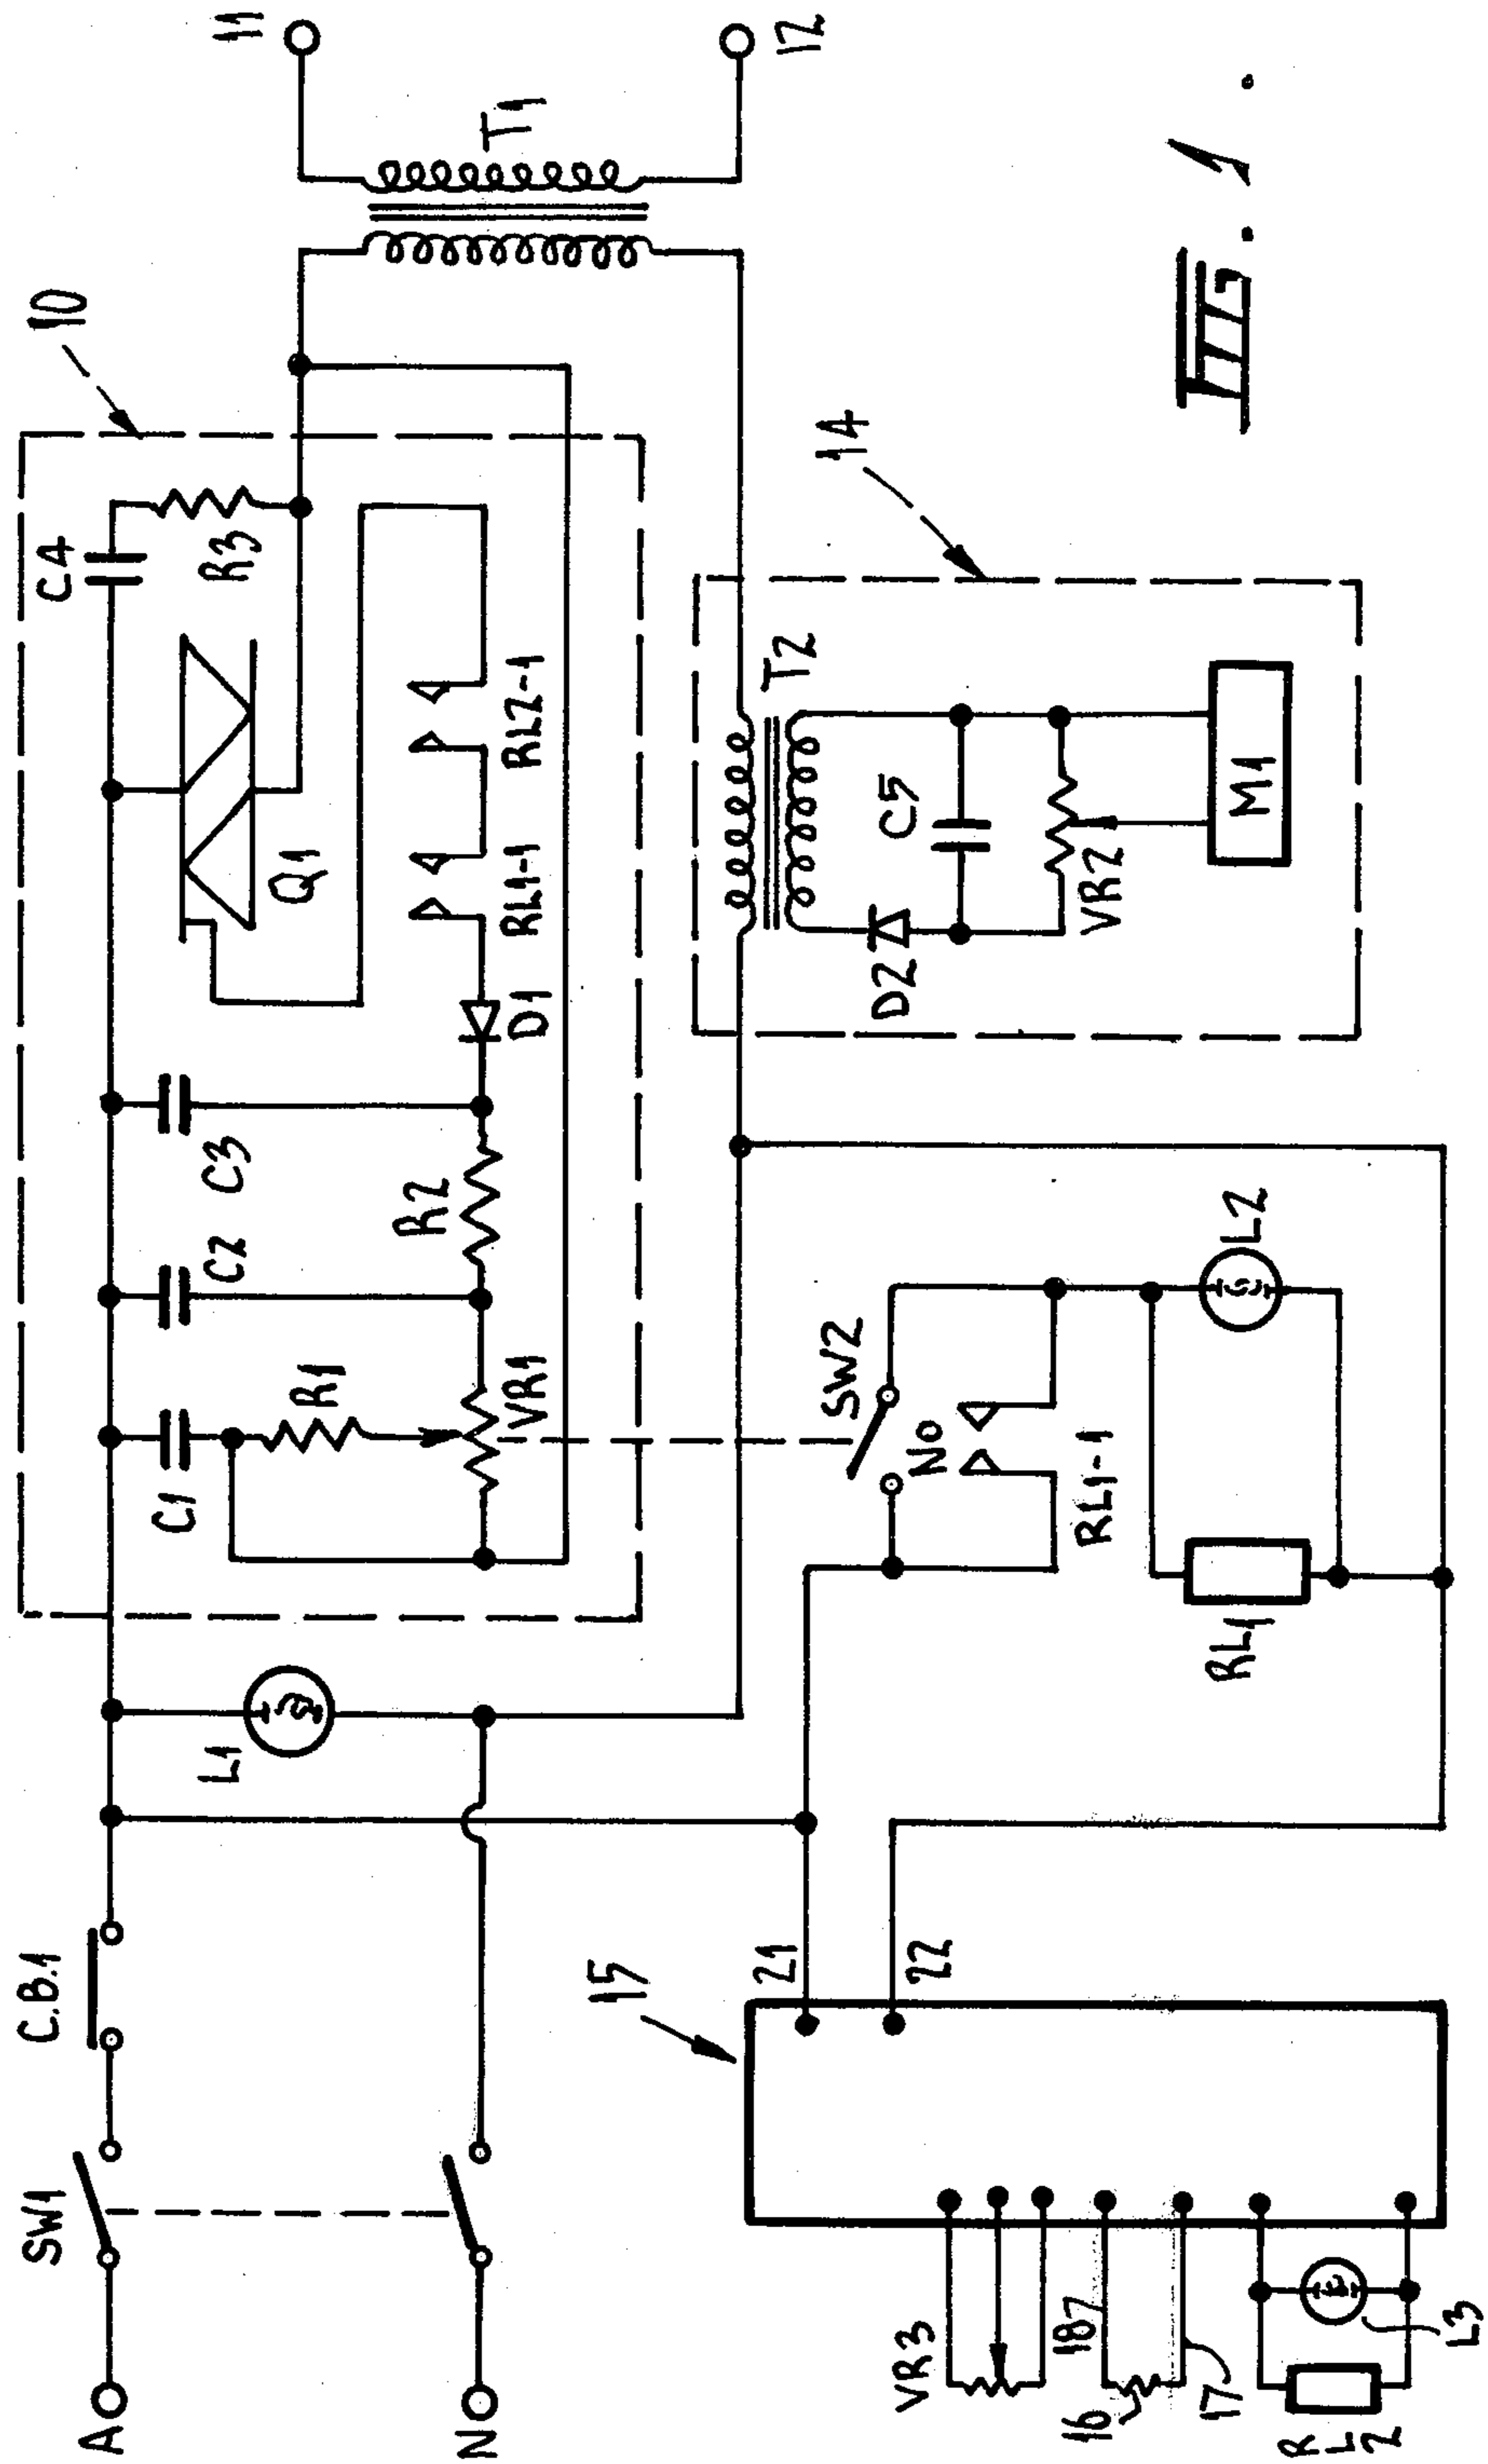 10
11
C4
R3
T1
12
Q1
C3
C2
R1
C1
R2
D1
RL1-1
RL2-1
VR1
L1
C.B.1
SW1
A
N
14
T2
C5
D2
VR2
M1
SW2
NO
RL1-1
L2
RL1
15
21
22
VR3
18
16
17
RL2
L3
FIG. 1.